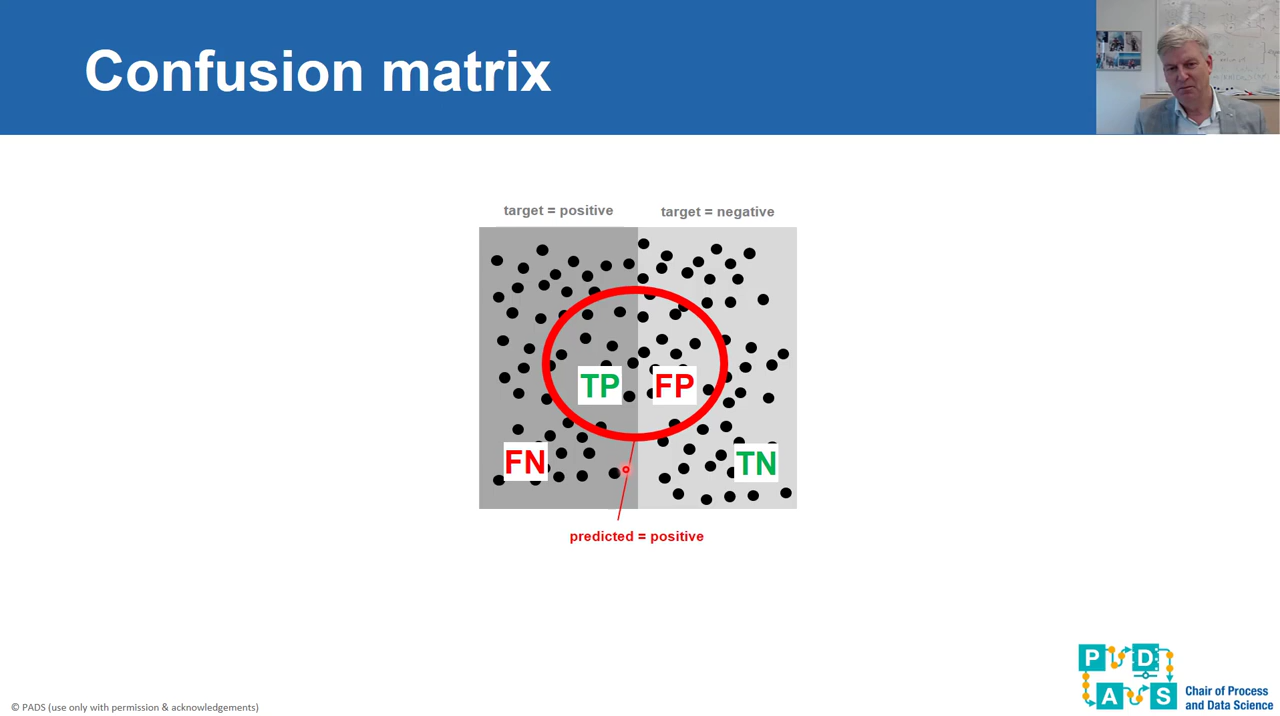 Confusion matrix
target = positive
target = negative
TP
FP
FN
TN
predicted = positive
P D
A S
Chair of Process
and Data Science
© PADS (use only with permission & acknowledgements)